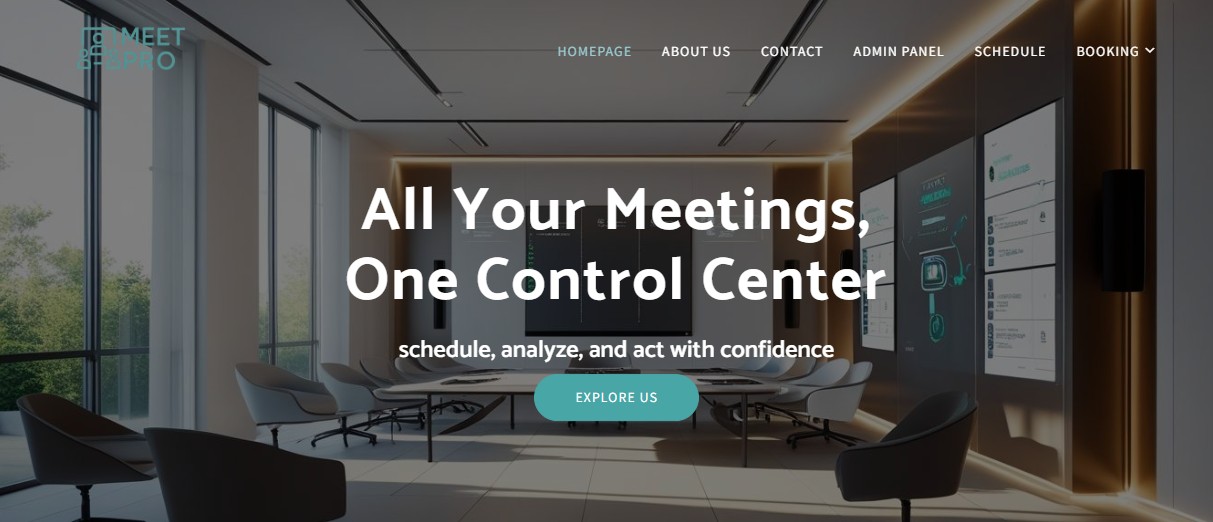 MEET
PRO
HOMEPAGE ABOUT US CONTACT ADMIN PANEL SCHEDULE BOOKING
All Your Meetings,
One Control Center
schedule, analyze, and act with confidence
EXPLORE US